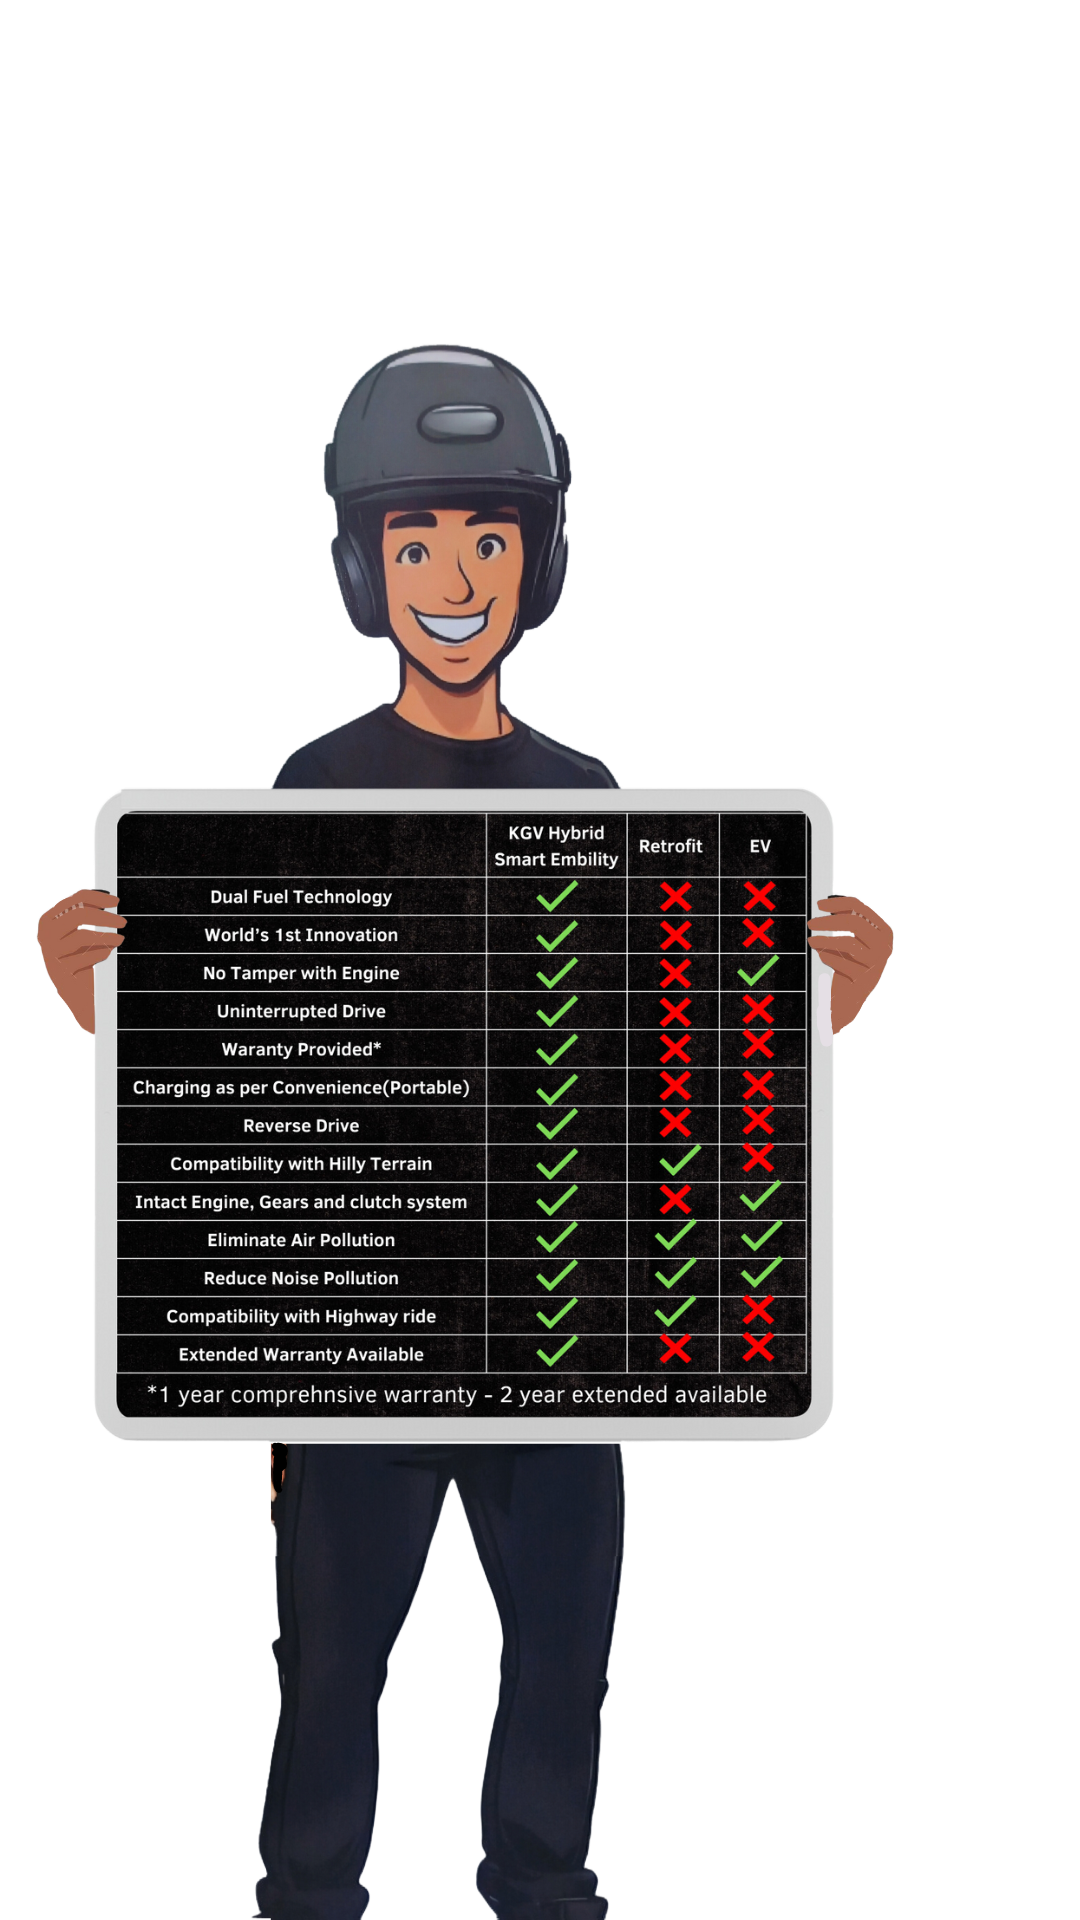 KGV Hybrid
Smart Embility
Retrofit
EV
Dual Fuel Technology
World's 1st Innovation
No Tamper with Engine
Uninterrupted Drive
Waranty Provided*
Charging as per Convenience(Portable)
Reverse Drive
Compatibility with Hilly Terrain
Intact Engine, Gears and clutch system
Eliminate Air Pollution
Reduce Noise Pollution
Compatibility with Highway ride
Extended Warranty Available
*1 year comprehnsive warranty - 2 year extended available